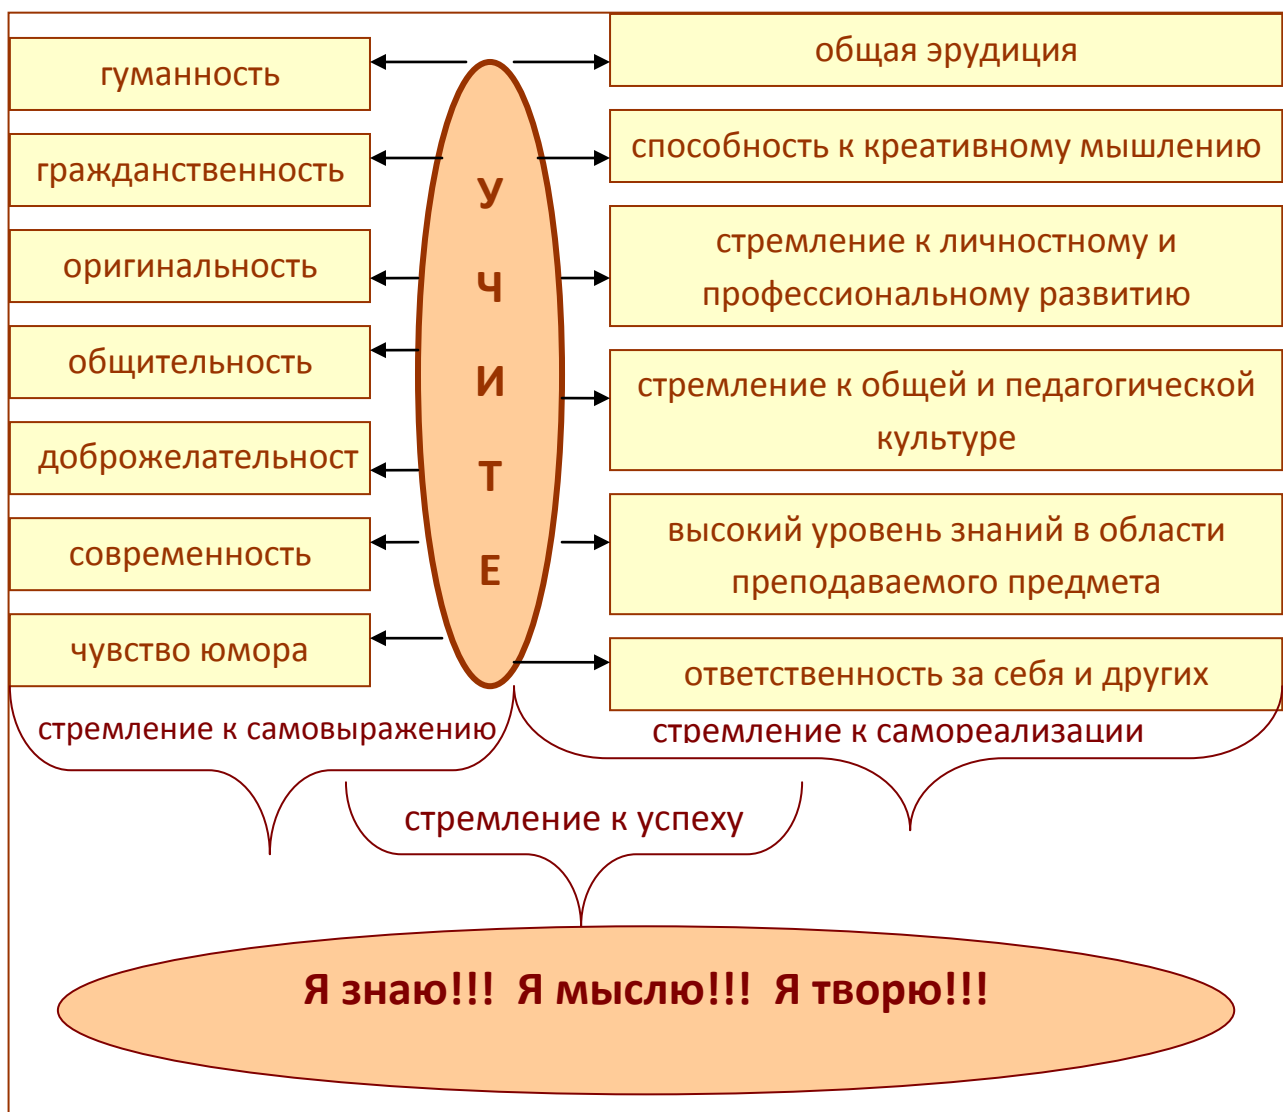 гуманность
гражданственность
оригинальность
общительность
доброжелательност
современность
чувство юмора
У
Ч
И
Т
Е
общая эрудиция
способность к креативному мышлению
стремление к личностному и
профессиональному развитию
стремление к общей и педагогической
культуре
высокий уровень знаний в области
преподаваемого предмета
ответственность за себя и других
стремление к самовыражению
стремление к самореализации
стремление к успеху
Я знаю!!! Я мыслю!!! Я творю!!!